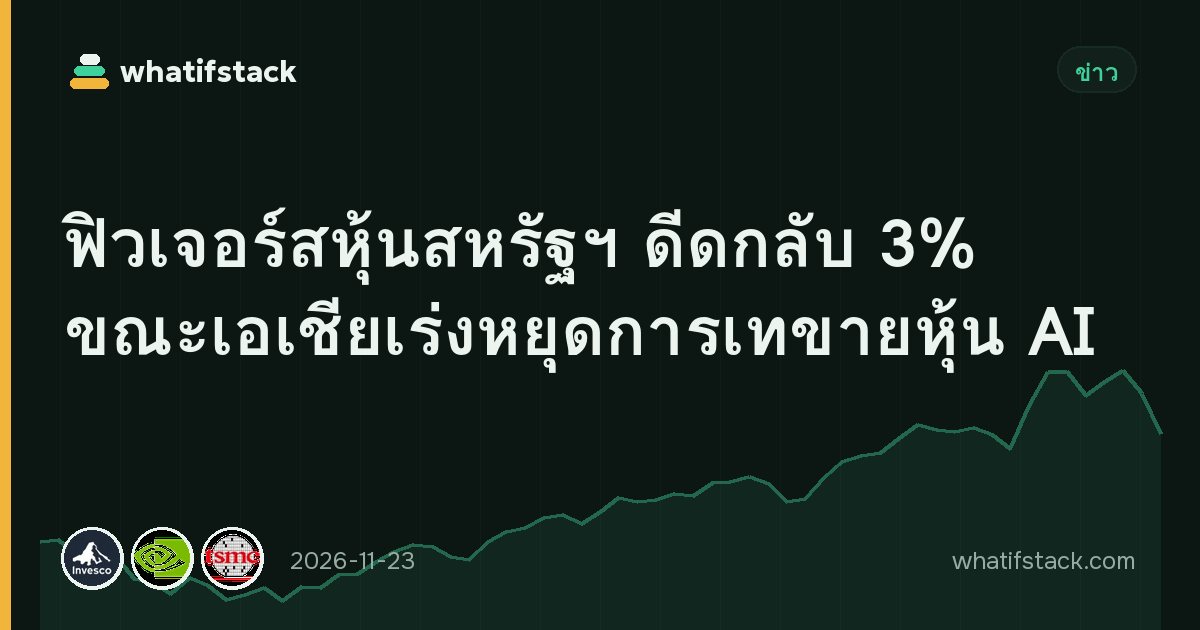 whatifstack
ข่าว
ฟิวเจอร์สหุ้นสหรัฐฯ ดีดกลับ 3%
ขณะเอเชียเร่งหยุดการเทขายหุ้น AI
Invesco
tsmc
2026-11-23
whatifstack.com